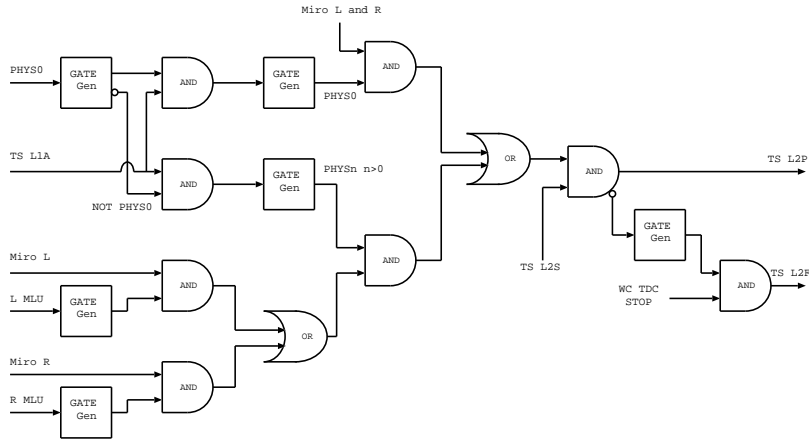 Miro L and R
PHYS0
GATE
Gen
AND
GATE
Gen
AND
PHYS0
TS L1A
AND
GATE
Gen
PHYSn n>0
OR
AND
TS L2P
NOT PHYS0
GATE
Gen
Miro L
AND
AND
TS L2S
L MLU
GATE
Gen
WC TDC
STOP
AND
TS L2F
OR
Miro R
AND
R MLU
GATE
Gen